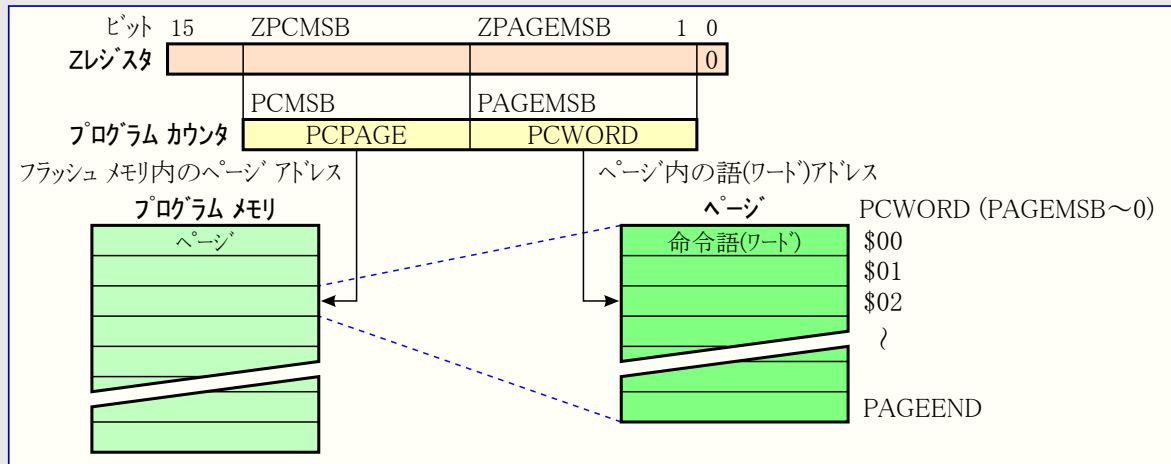 ビット 15 ZPCMSB ZPAGEMSB 1 0
Zレジスタ 0
PCMSB PAGEMSB
プログラム カウンタ PCPAGE PCWORD
フラッシュ メモリ内のページ アドレス ページ内の語(ワード)アドレス
プログラム メモリ ページ PCWORD (PAGEMSB～0)
ページ 命令語(ワード) $00
$01
$02
～
PAGEEND